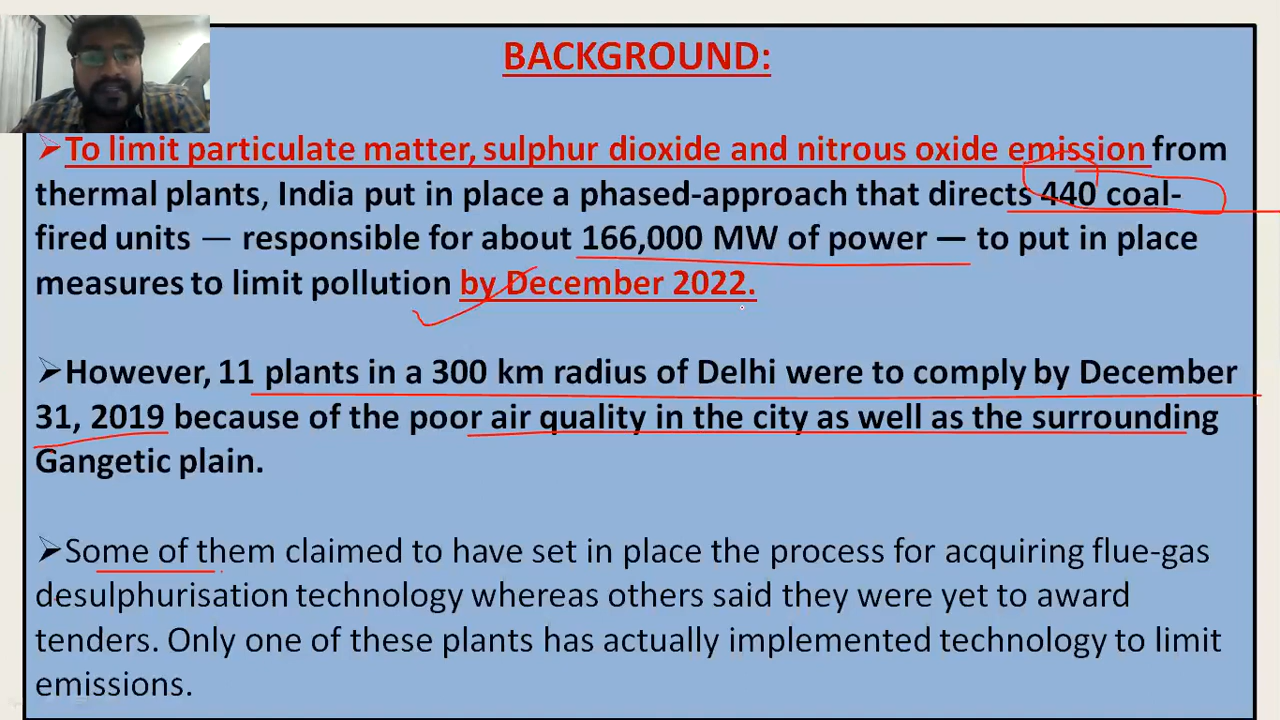 BACKGROUND:
➢To limit particulate matter, sulphur dioxide and nitrous oxide emission from
thermal plants, India put in place a phased-approach that directs 440 coal-
fired units — responsible for about 166,000 MW of power — to put in place
measures to limit pollution by December 2022.
➢However, 11 plants in a 300 km radius of Delhi were to comply by December
31, 2019 because of the poor air quality in the city as well as the surrounding
Gangetic plain.
➢Some of them claimed to have set in place the process for acquiring flue-gas
desulphurisation technology whereas others said they were yet to award
tenders. Only one of these plants has actually implemented technology to limit
emissions.